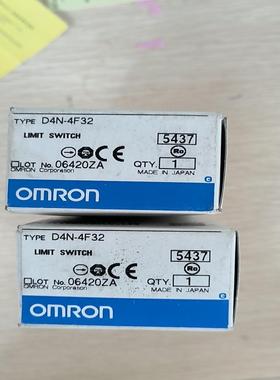 TYPE D4N-4F32
LIMIT SWITCH 5437
LOT No. 06420ZA QTY. 1
OMRON Corporation MADE IN JAPAN
OMRON
TYPE D4N-4F32
LIMIT SWITCH 5437
LOT No. 06420ZA QTY. 1
OMRON Corporation MADE IN JAPAN
OMRON